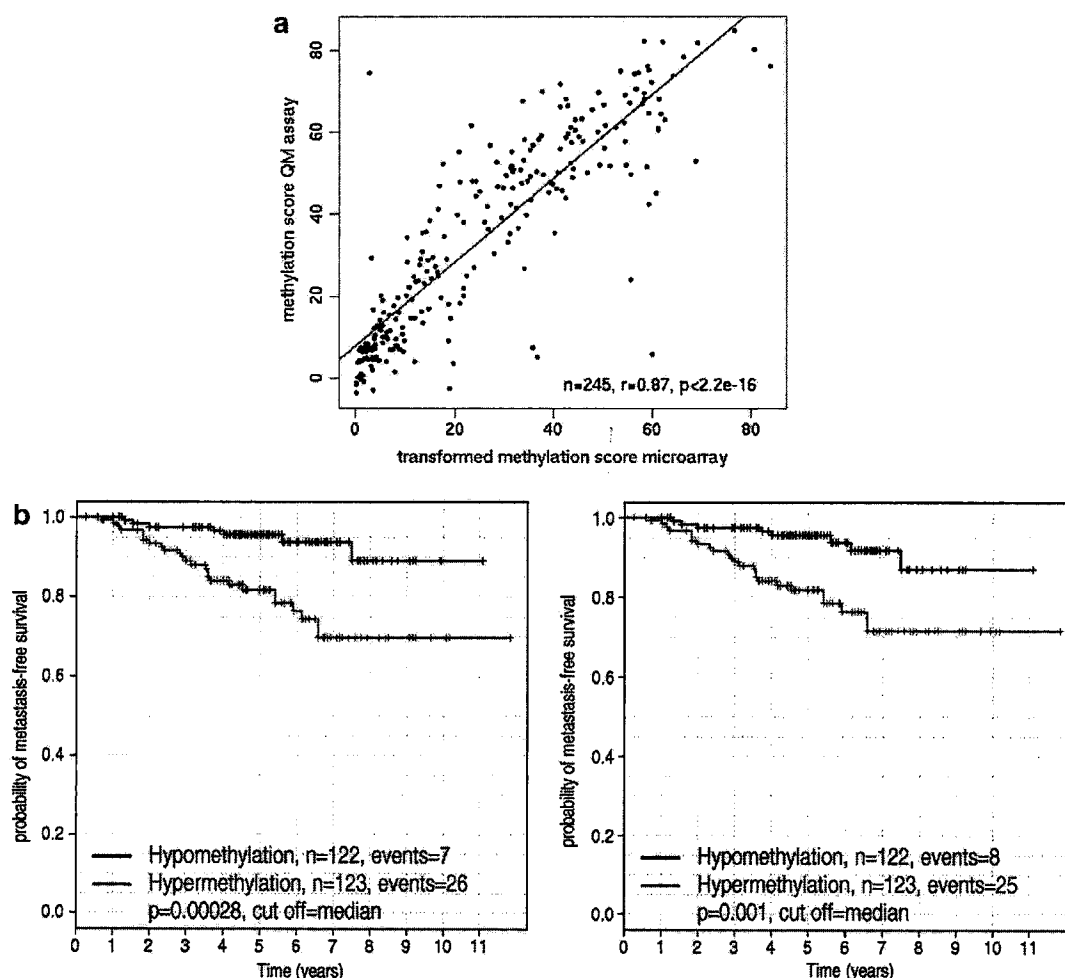 a
methylation score QM assay
80
60
40
20
0
n=245, r=0.87, p<2.2e-16
0 20 40 60 80
transformed methylation score microarray
b
probability of metastasis-free survival
1.0
0.8
0.6
0.4
0.2
0.0
Hypomethylation, n=122, events=7
Hypermethylation, n=123, events=26
p=0.00028, cut off=median
0 1 2 3 4 5 6 7 8 9 10 11
Time (years)
probability of metastasis-free survival
1.0
0.8
0.6
0.4
0.2
0.0
Hypomethylation, n=122, events=8
Hypermethylation, n=123, events=25
p=0.001, cut off=median
0 1 2 3 4 5 6 7 8 9 10 11
Time (years)